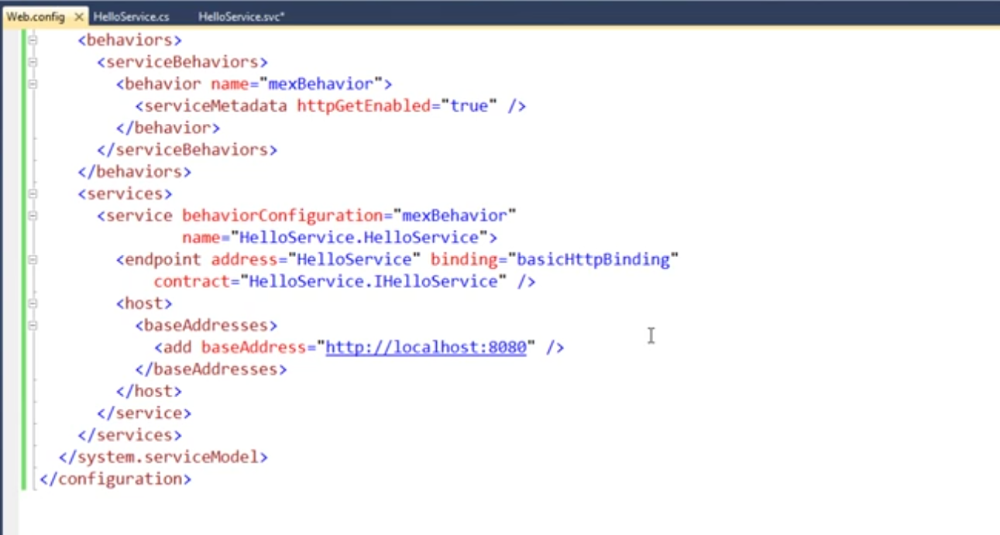 Web.config × HelloService.cs HelloService.svc*
<behaviors>
<serviceBehaviors>
<behavior name="mexBehavior">
<serviceMetadata httpGetEnabled="true" />
</behavior>
</serviceBehaviors>
</behaviors>
<services>
<service behaviorConfiguration="mexBehavior"
name="HelloService.HelloService">
<endpoint address="HelloService" binding="basicHttpBinding"
contract="HelloService.IHelloService" />
<host>
<baseAddresses>
<add baseAddress="http://localhost:8080" />
</baseAddresses>
</host>
</service>
</services>
</system.serviceModel>
</configuration>